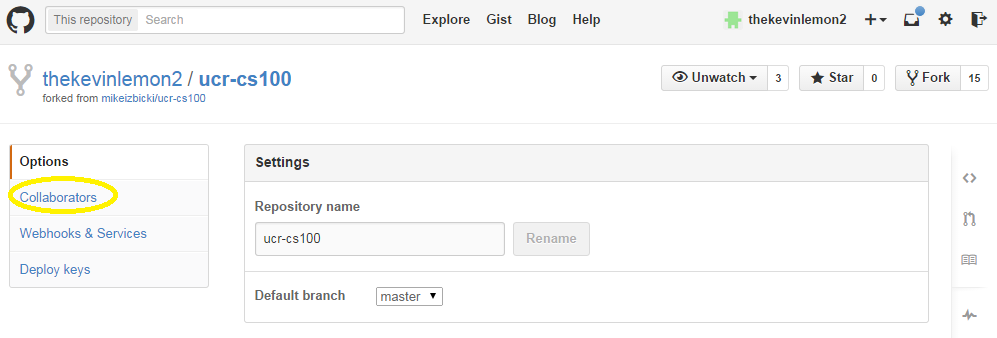 This repository Search Explore Gist Blog Help thekevinlemon2
thekevinlemon2 / ucr-cs100 Unwatch 3 Star 0 Fork 15
forked from mikeizbicki/ucr-cs100
Options
Collaborators
Webhooks & Services
Deploy keys
Settings
Repository name
ucr-cs100 Rename
Default branch master